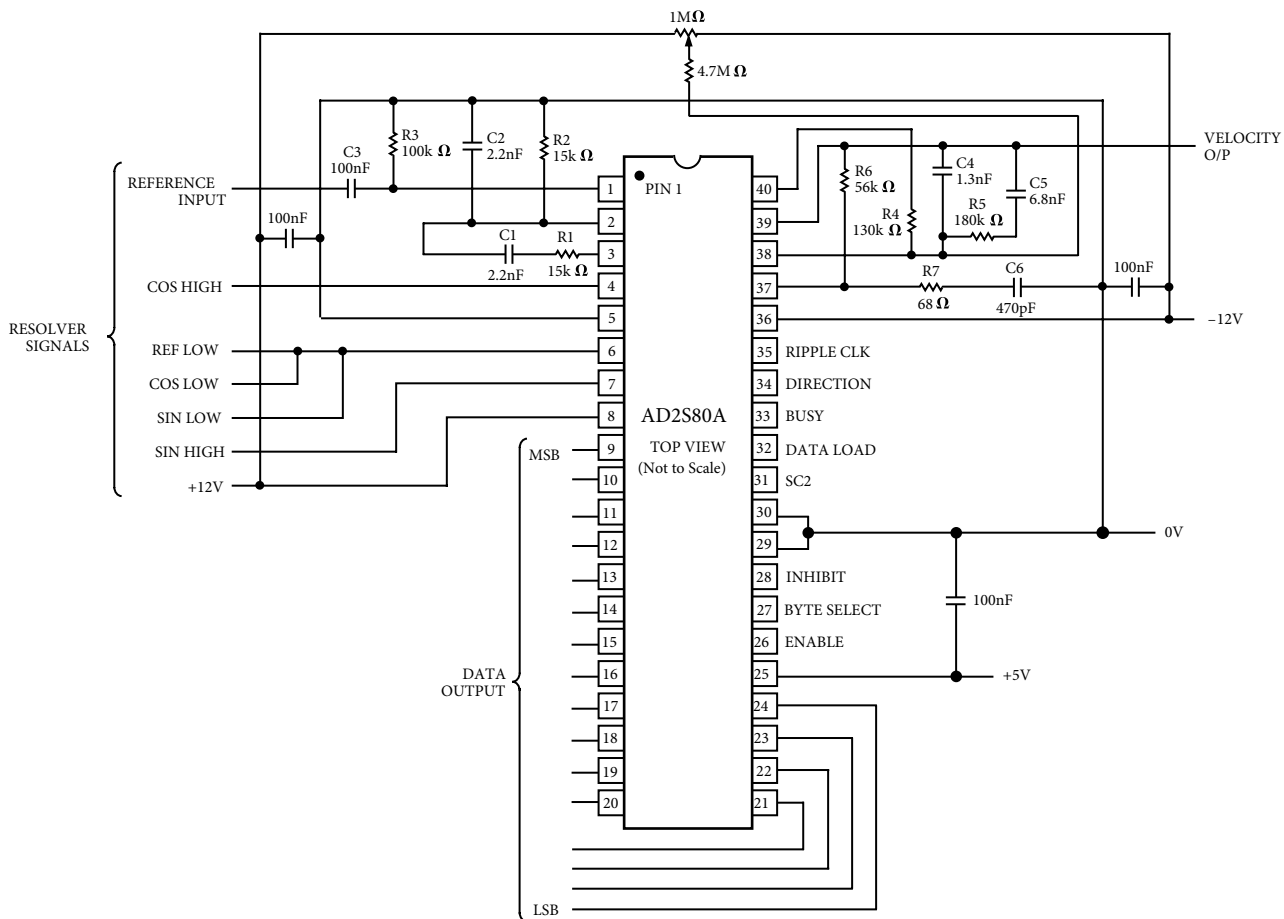 1MΩ
4.7M Ω
R3
100k Ω
C2
2.2nF
R2
15k Ω
C3
100nF
REFERENCE
INPUT
100nF
C1
2.2nF
R1
15k Ω
COS HIGH
RESOLVER
SIGNALS
REF LOW
COS LOW
SIN LOW
SIN HIGH
+12V
MSB
DATA
OUTPUT
LSB
PIN 1
AD2S80A
TOP VIEW
(Not to Scale)
1
2
3
4
5
6
7
8
9
10
11
12
13
14
15
16
17
18
19
20
40
39
38
37
36
35 RIPPLE CLK
34 DIRECTION
33 BUSY
32 DATA LOAD
31 SC2
30
29
28 INHIBIT
27 BYTE SELECT
26 ENABLE
25
24
23
22
21
VELOCITY
O/P
R6
56k Ω
R4
130k Ω
C4
1.3nF
C5
6.8nF
R5
180k Ω
R7
68 Ω
C6
470pF
100nF
–12V
0V
100nF
+5V